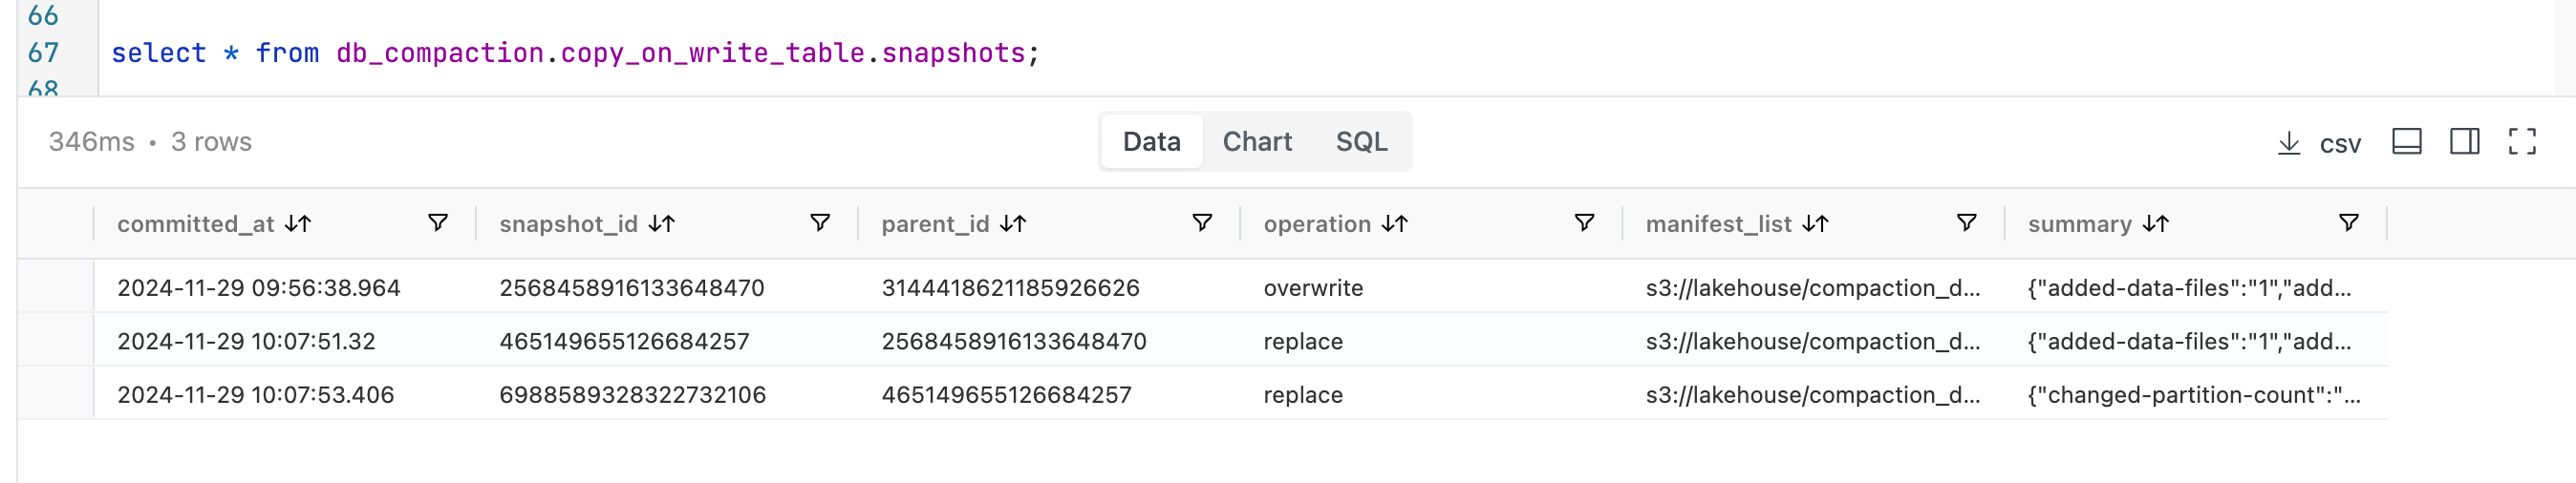 66
67 select * from db_compaction.copy_on_write_table.snapshots;
68
346ms • 3 rows Data Chart SQL csv
committed_at snapshot_id parent_id operation manifest_list summary
2024-11-29 09:56:38.964 2568458916133648470 3144418621185926626 overwrite s3://lakehouse/compaction_d... {"added-data-files":"1","add...
2024-11-29 10:07:51.32 465149655126684257 2568458916133648470 replace s3://lakehouse/compaction_d... {"added-data-files":"1","add...
2024-11-29 10:07:53.406 6988589328322732106 465149655126684257 replace s3://lakehouse/compaction_d... {"changed-partition-count":"...